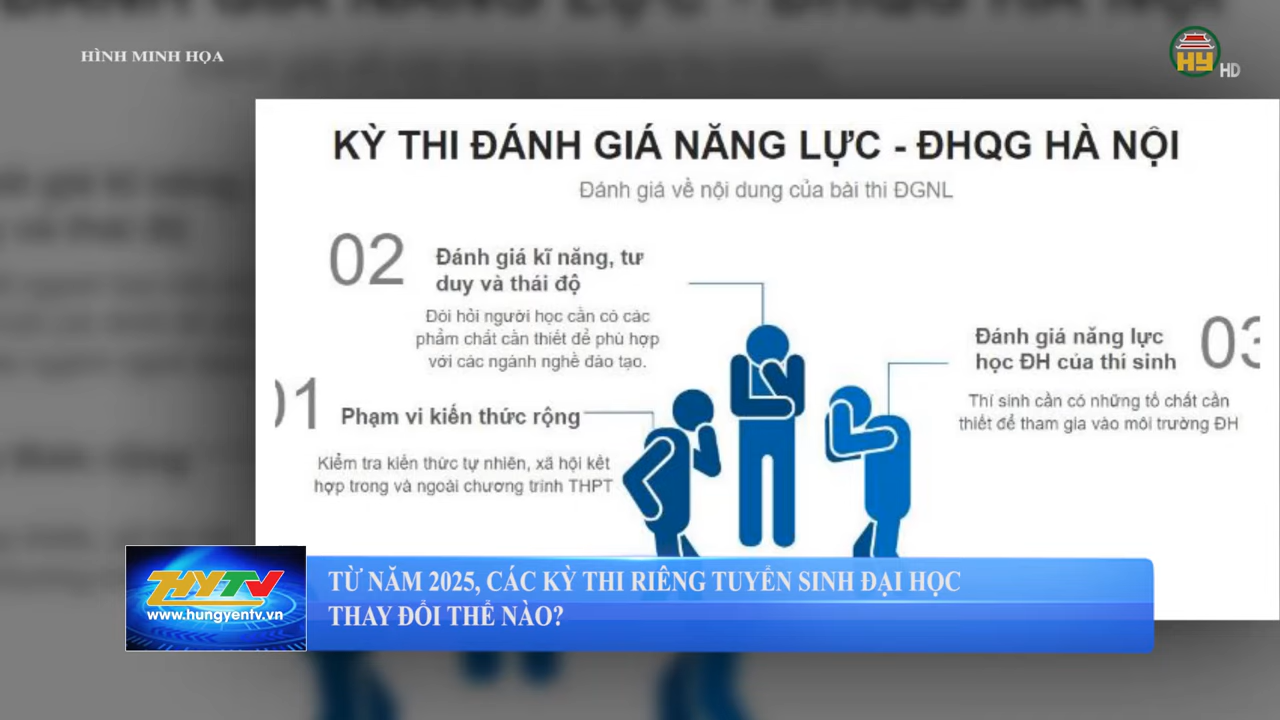 HÌNH MINH HỌA
HY HD
KỲ THI ĐÁNH GIÁ NĂNG LỰC - ĐHQG HÀ NỘI
Đánh giá về nội dung của bài thi ĐGNL
02
Đánh giá kĩ năng, tư
duy và thái độ
Đòi hỏi người học cần có các
phẩm chất cần thiết để phù hợp
với các ngành nghề đào tạo.
01
Phạm vi kiến thức rộng
Kiểm tra kiến thức tự nhiên, xã hội kết
hợp trong và ngoài chương trình THPT
03
Đánh giá năng lực
học ĐH của thí sinh
Thí sinh cần có những tố chất cần
thiết để tham gia vào môi trường ĐH
HYTV
www.hungyentv.vn
TỪ NĂM 2025, CÁC KỲ THI RIÊNG TUYỂN SINH ĐẠI HỌC
THAY ĐỔI THẾ NÀO?